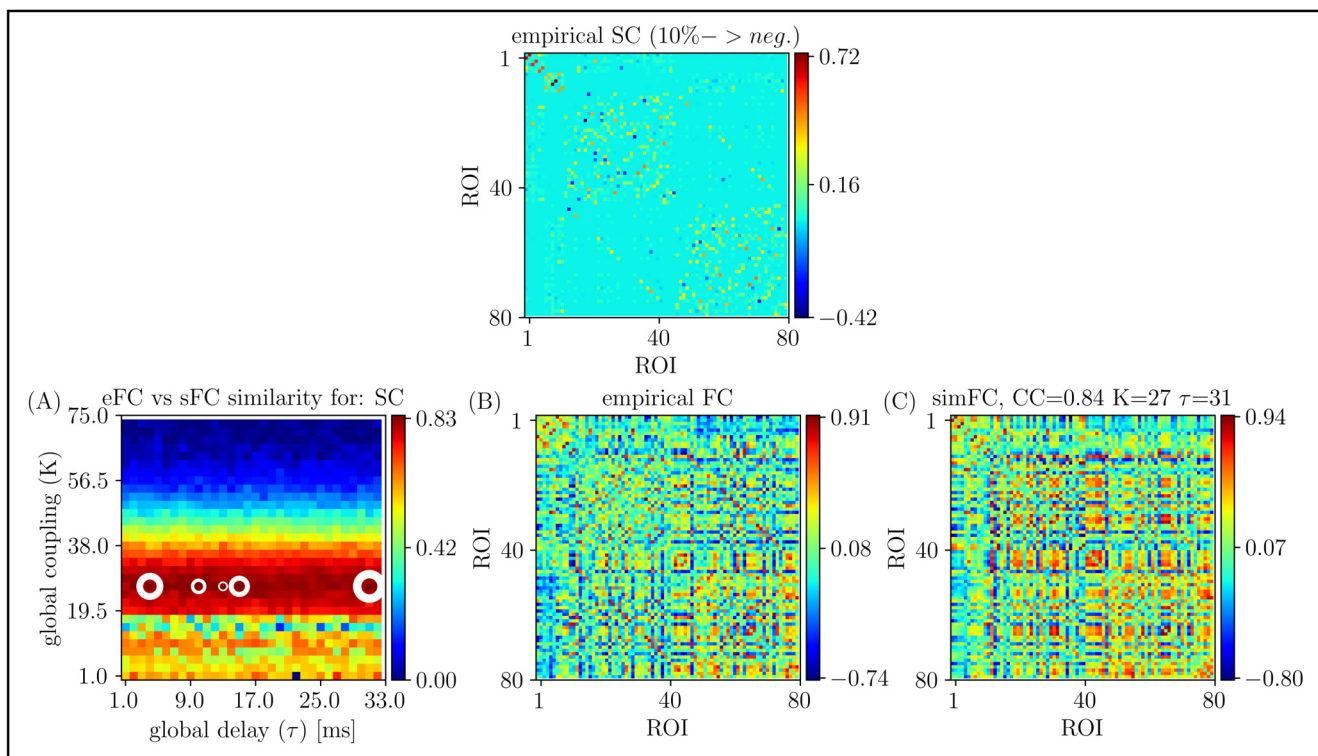 empirical SC (10%− > neg.)
1
40
80
ROI
1
40
80
ROI
0.72
0.16
−0.42
(A)
eFC vs sFC similarity for: SC
75.0
56.5
38.0
19.5
1.0
global coupling (K)
1.0
9.0
17.0
25.0
33.0
global delay (τ) [ms]
0.83
0.42
0.00
(B)
empirical FC
1
40
80
ROI
1
40
80
ROI
0.91
0.08
−0.74
(C)
simFC, CC=0.84 K=27 τ=31
1
40
80
ROI
1
40
80
ROI
0.94
0.07
−0.80